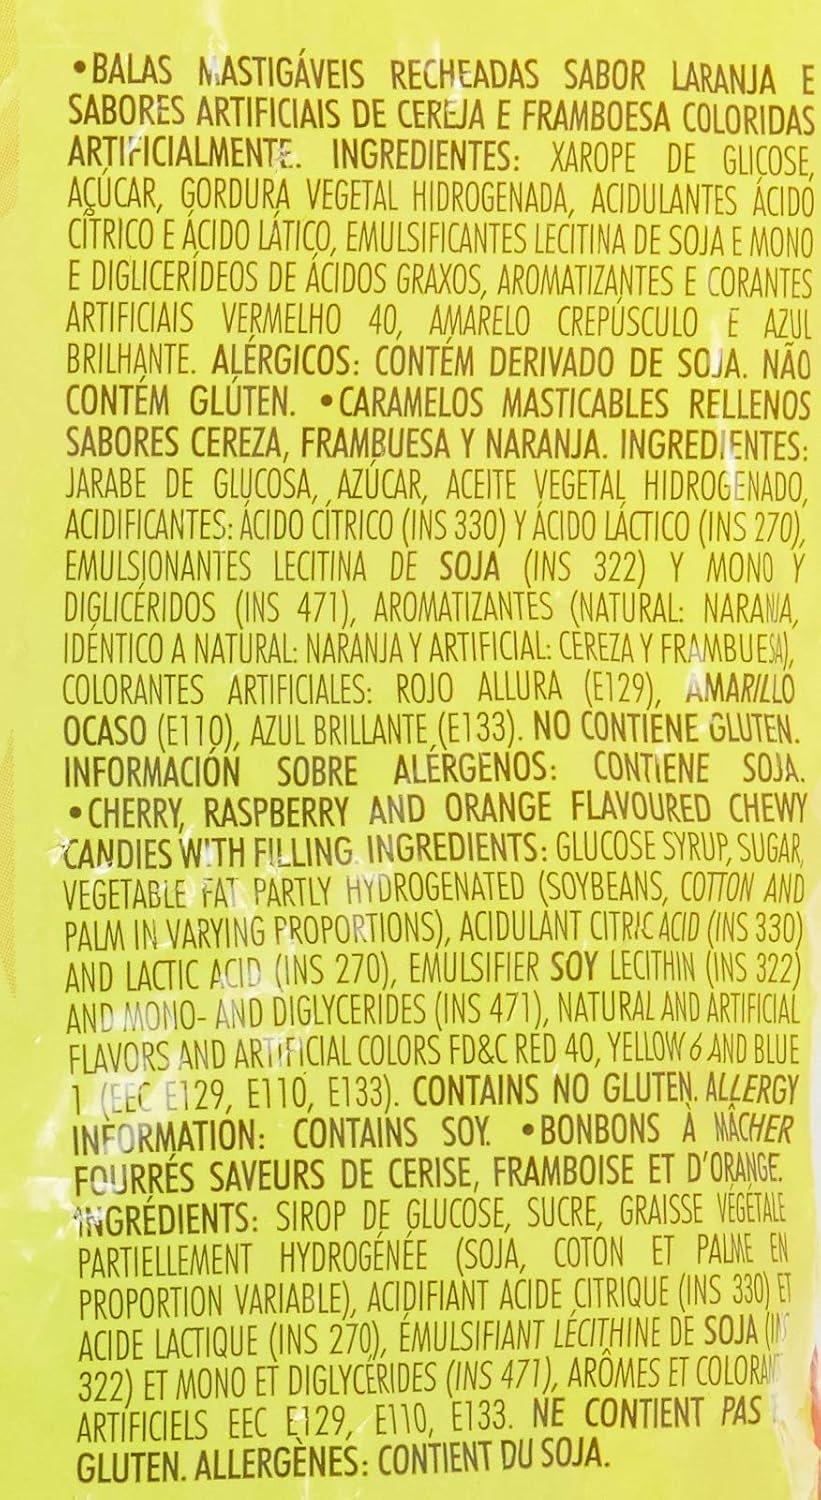 •BALAS MASTIGÁVEIS RECHEADAS SABOR LARANJA E
SABORES ARTIFICIAIS DE CEREJA E FRAMBOESA COLORIDAS
ARTIFICIALMENTE. INGREDIENTES: XAROPE DE GLICOSE,
AÇÚCAR, GORDURA VEGETAL HIDROGENADA, ACIDULANTES ÁCIDO
CÍTRICO E ÁCIDO LÁTICO, EMULSIFICANTES LECITINA DE SOJA E MONO
E DIGLICERÍDEOS DE ÁCIDOS GRAXOS, AROMATIZANTES E CORANTES
ARTIFICIAIS VERMELHO 40, AMARELO CREPÚSCULO E AZUL
BRILHANTE. ALÉRGICOS: CONTÉM DERIVADO DE SOJA. NÃO
CONTÉM GLÚTEN. •CARAMELOS MASTICABLES RELLENOS
SABORES CEREZA, FRAMBUESA Y NARANJA. INGREDIENTES:
JARABE DE GLUCOSA, AZÚCAR, ACEITE VEGETAL HIDROGENADO,
ACIDIFICANTES: ÁCIDO CÍTRICO (INS 330) Y ÁCIDO LÁCTICO (INS 270),
EMULSIONANTES LECITINA DE SOJA (INS 322) Y MONO Y
DIGLICÉRIDOS (INS 471), AROMATIZANTES (NATURAL: NARANJA,
IDÉNTICO A NATURAL: NARANJA Y ARTIFICIAL: CEREZA Y FRAMBUESA),
COLORANTES ARTIFICIALES: ROJO ALLURA (E129), AMARILLO
OCASO (E110), AZUL BRILLANTE (E133). NO CONTIENE GLUTEN.
INFORMACIÓN SOBRE ALÉRGENOS: CONTIENE SOJA.
•CHERRY, RASPBERRY AND ORANGE FLAVOURED CHEWY
CANDIES WITH FILLING. INGREDIENTS: GLUCOSE SYRUP, SUGAR,
VEGETABLE FAT PARTLY HYDROGENATED (SOYBEANS, COTTON AND
PALM IN VARYING PROPORTIONS), ACIDULANT CITRIC ACID (INS 330)
AND LACTIC ACID (INS 270), EMULSIFIER SOY LECITHIN (INS 322)
AND MONO- AND DIGLYCERIDES (INS 471), NATURAL AND ARTIFICIAL
FLAVORS AND ARTIFICIAL COLORS FD&C RED 40, YELLOW 6 AND BLUE
1 (EEC E129, E110, E133). CONTAINS NO GLUTEN. ALLERGY
INFORMATION: CONTAINS SOY. •BONBONS À MÂCHER
FOURRÉS SAVEURS DE CERISE, FRAMBOISE ET D'ORANGE.
INGRÉDIENTS: SIROP DE GLUCOSE, SUCRE, GRAISSE VÉGÉTALE
PARTIELLEMENT HYDROGÉNÉE (SOJA, COTON ET PALME EN
PROPORTION VARIABLE), ACIDIFIANT ACIDE CITRIQUE (INS 330) ET
ACIDE LACTIQUE (INS 270), ÉMULSIFIANT LÉCITHINE DE SOJA (INS
322) ET MONO ET DIGLYCÉRIDES (INS 471), ARÔMES ET
ARTIFICIELS EEC E129, E110, E133. NE CONTIENT PAS
GLUTEN. ALLERGÈNES: CONTIENT DU SOJA.